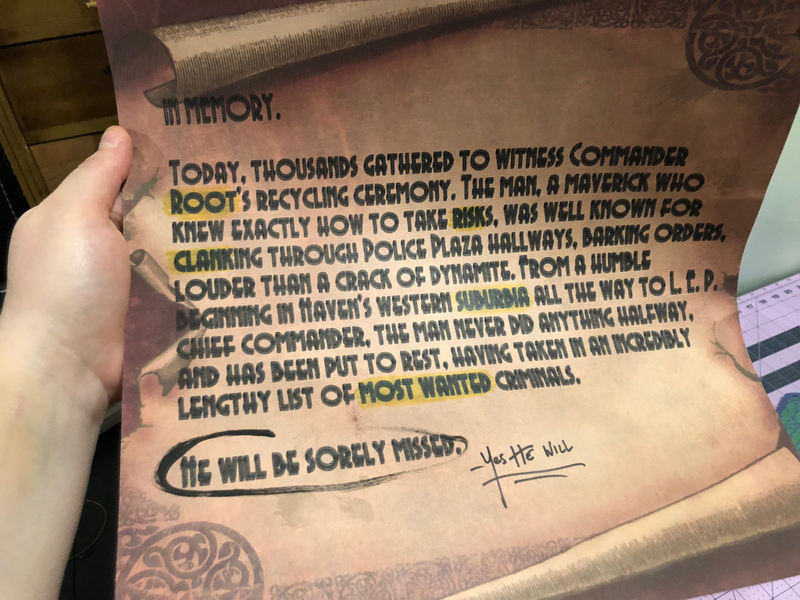 IN MEMORY.
TODAY, THOUSANDS GATHERED TO WITNESS COMMANDER
ROOT'S RECYCLING CEREMONY. THE MAN, A MAVERICK WHO
KNEW EXACTLY HOW TO TAKE RISKS, WAS WELL KNOWN FOR
CLANKING THROUGH POLICE PLAZA HALLWAYS, BARKING ORDERS,
LOUDER THAN A CRACK OF DYNAMITE. FROM A HUMBLE
BEGINNING IN HAVEN'S WESTERN SUBURBIA ALL THE WAY TO L.E.P.
CHIEF COMMANDER, THE MAN NEVER DID ANYTHING HALFWAY,
AND HAS BEEN PUT TO REST, HAVING TAKEN IN AN INCREDIBLY
LENGTHY LIST OF MOST WANTED CRIMINALS.
HE WILL BE SORELY MISSED.
-Yes HE WILL
17 16 15 14